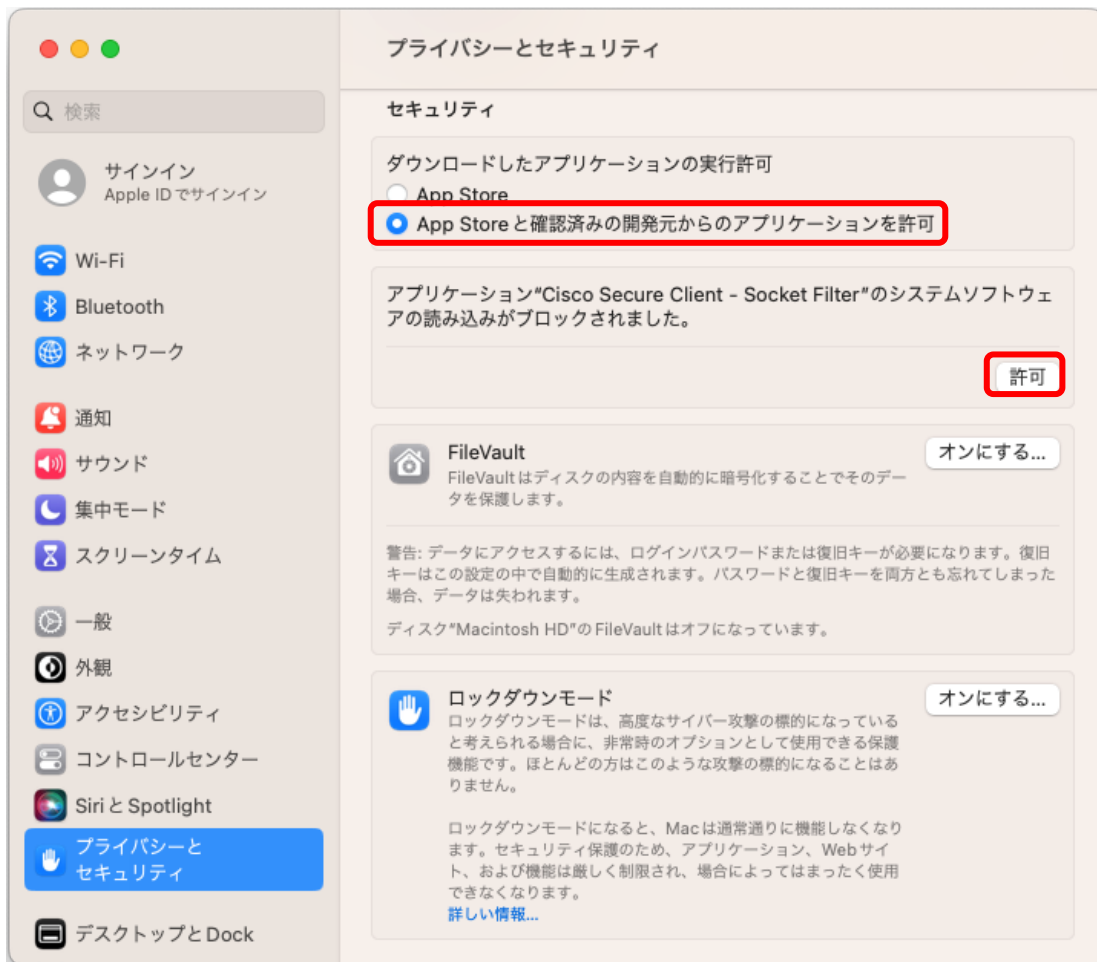 プライバシーとセキュリティ
検索
サインイン
Apple IDでサインイン
Wi-Fi
Bluetooth
ネットワーク
通知
サウンド
集中モード
スクリーンタイム
一般
外観
アクセシビリティ
コントロールセンター
SiriとSpotlight
プライバシーと
セキュリティ
デスクトップとDock
セキュリティ
ダウンロードしたアプリケーションの実行許可
App Store
App Storeと確認済みの開発元からのアプリケーションを許可
アプリケーション“Cisco Secure Client - Socket Filter”のシステムソフトウェ
アの読み込みがブロックされました。
許可
FileVault
オンにする...
FileVaultはディスクの内容を自動的に暗号化することでそのデー
タを保護します。
警告: データにアクセスするには、ログインパスワードまたは復旧キーが必要になります。復旧
キーはこの設定の中で自動的に生成されます。パスワードと復旧キーを両方とも忘れてしまった
場合、データは失われます。
ディスク“Macintosh HD”のFileVaultはオフになっています。
ロックダウンモード
オンにする...
ロックダウンモードは、高度なサイバー攻撃の標的になっている
と考えられる場合に、非常時のオプションとして使用できる保護
機能です。ほとんどの方はこのような攻撃の標的になることはあ
りません。
ロックダウンモードになると、Macは通常通りに機能しなくなり
ます。セキュリティ保護のため、アプリケーション、Webサイ
ト、および機能は厳しく制限され、場合によってはまったく使用
できなくなります。
詳しい情報...